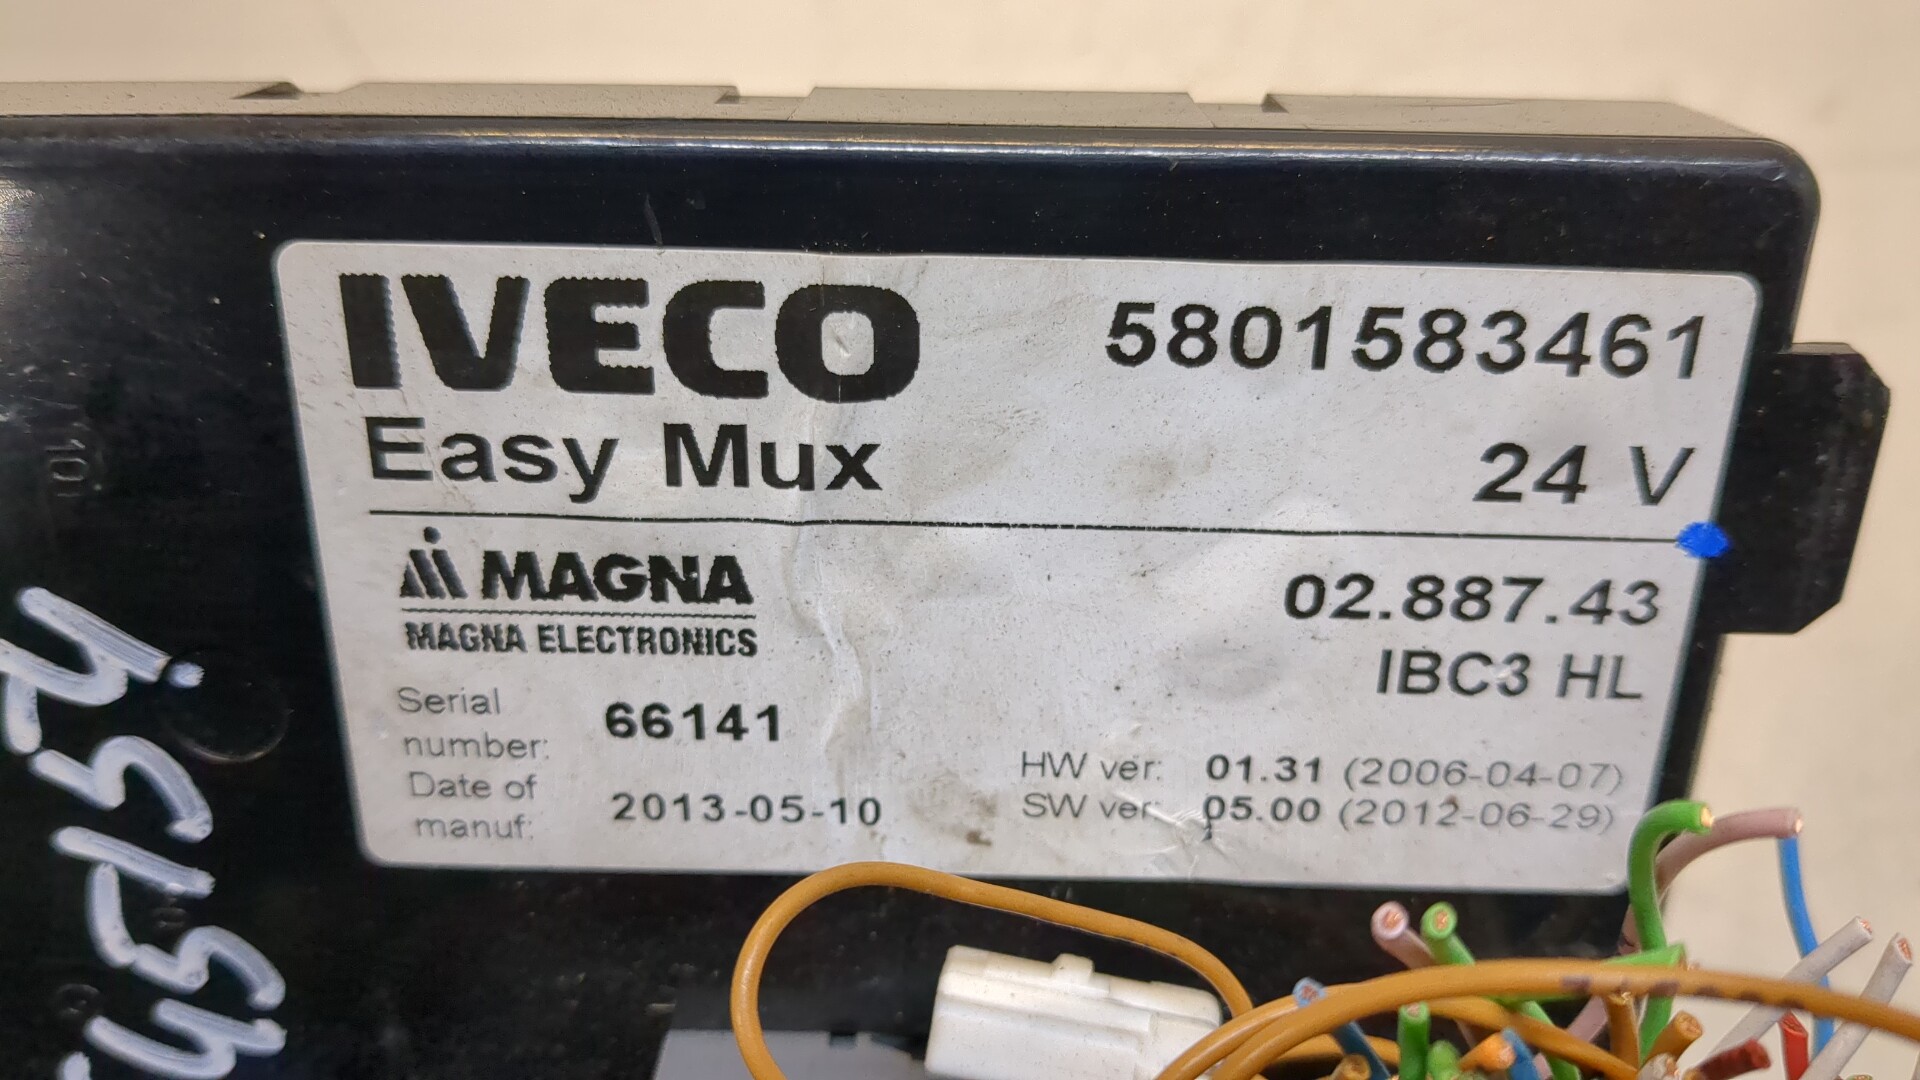 IVECO 5801583461
Easy Mux 24 V
MAGNA 02.887.43
MAGNA ELECTRONICS IBC3 HL
Serial number: 66141
Date of manuf: 2013-05-10
HW ver: 01.31 (2006-04-07)
SW ver: 05.00 (2012-06-29)